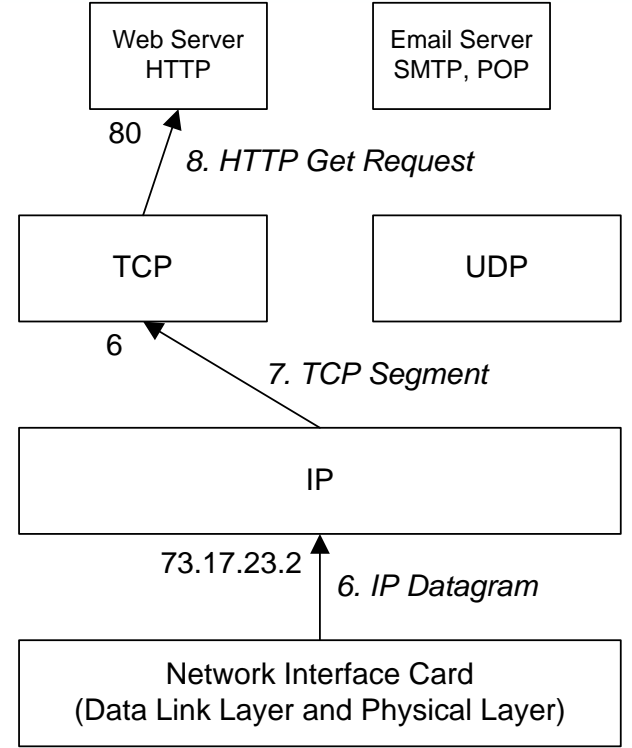 Web Server
HTTP
Email Server
SMTP, POP
80
8. HTTP Get Request
TCP
UDP
6
7. TCP Segment
IP
73.17.23.2
6. IP Datagram
Network Interface Card
(Data Link Layer and Physical Layer)